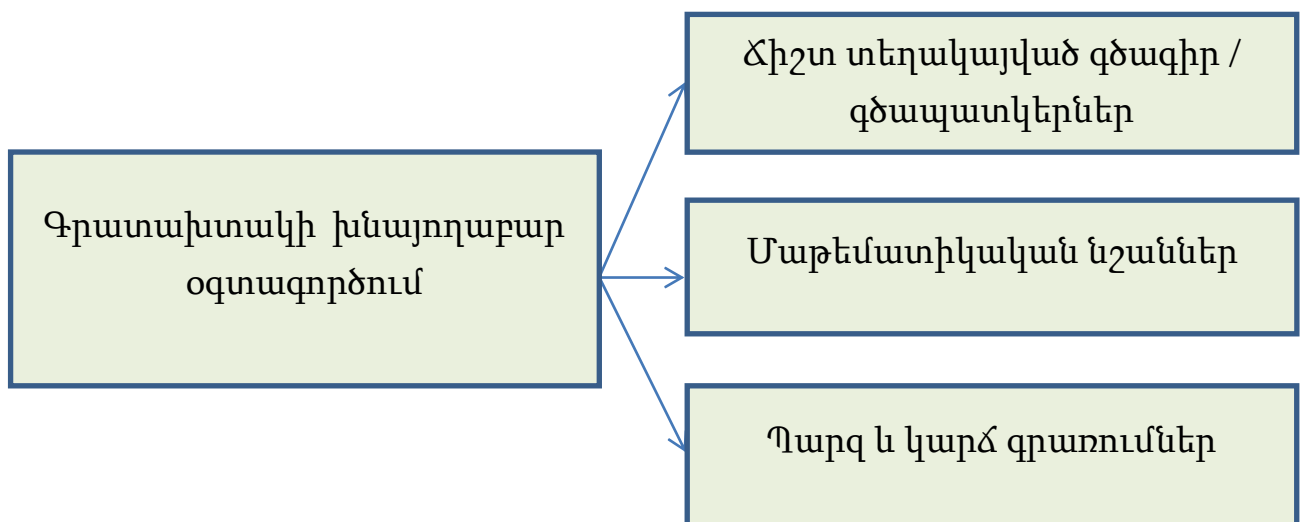 Գրատախտակի խնայողաբար
օգտագործում
Ճիշտ տեղակայված գծագիր /
գծապատկերներ
Մաթեմատիկական նշաններ
Պարզ և կարճ գրառումներ